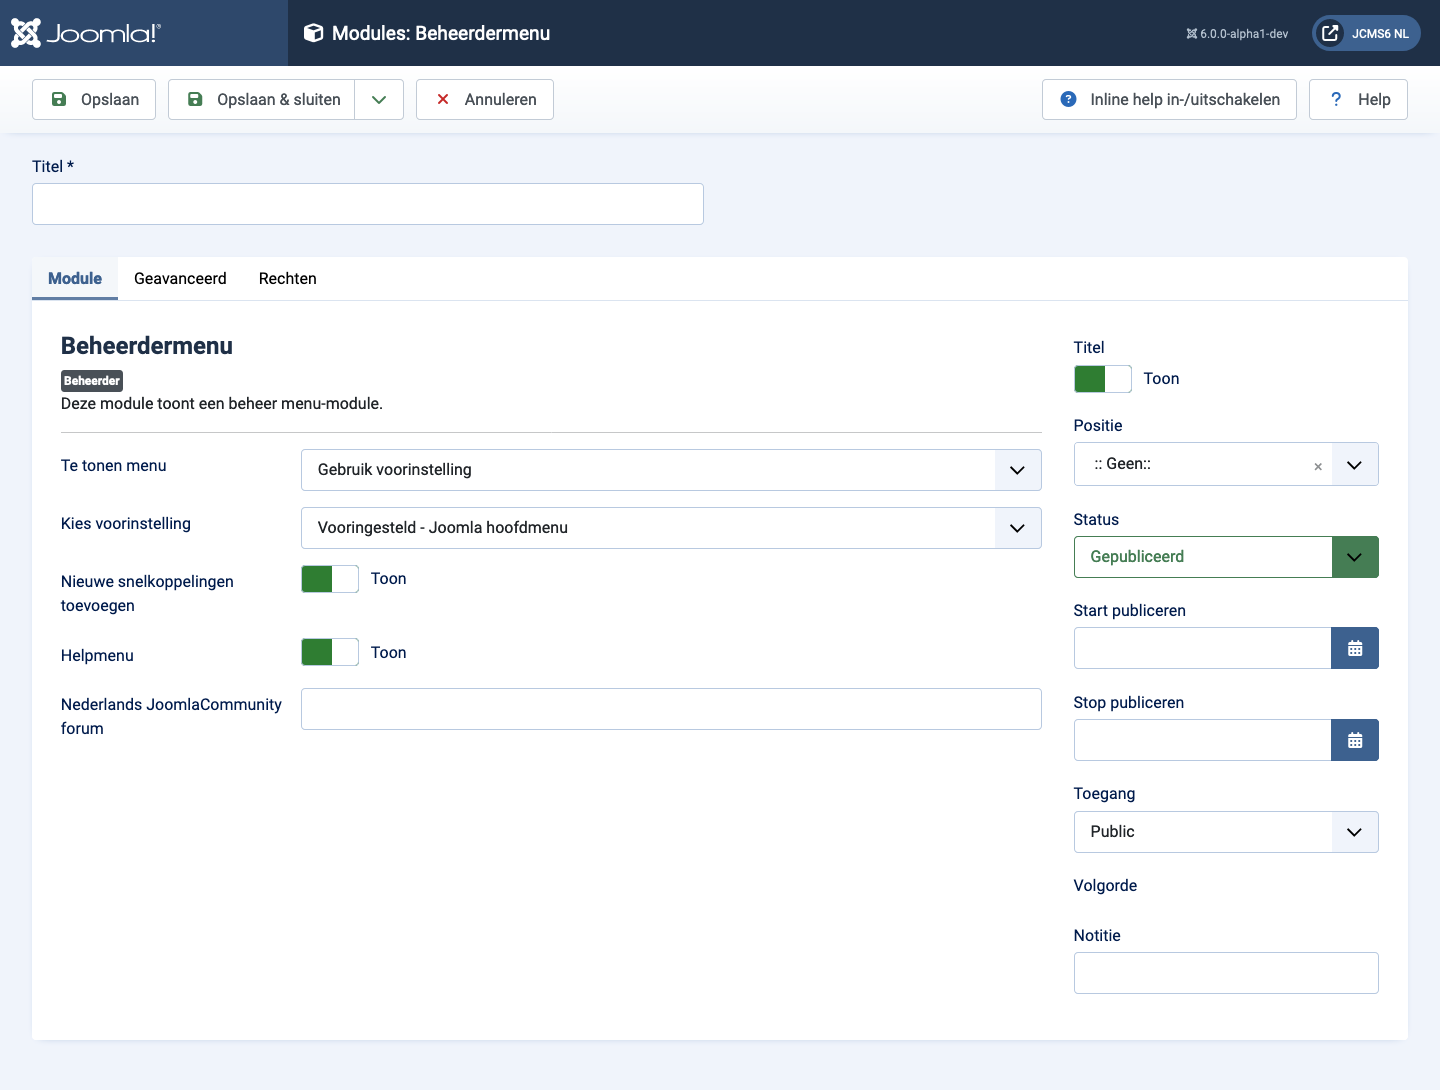 Joomla!®
Modules: Beheerdermenu
6.0.0-alpha1-dev
JCMS6 NL
Opslaan
Opslaan & sluiten
Annuleren
Inline help in-/uitschakelen
? Help
Titel *
Module
Geavanceerd
Rechten
Beheerdermenu
Beheerder
Deze module toont een beheer menu-module.
Te tonen menu
Gebruik voorinstelling
Kies voorinstelling
Vooringesteld - Joomla hoofdmenu
Nieuwe snelkoppelingen
toevoegen
Toon
Helpmenu
Toon
Nederlands JoomlaCommunity
forum
Titel
Toon
Positie
:: Geen::
Status
Gepubliceerd
Start publiceren
Stop publiceren
Toegang
Public
Volgorde
Notitie